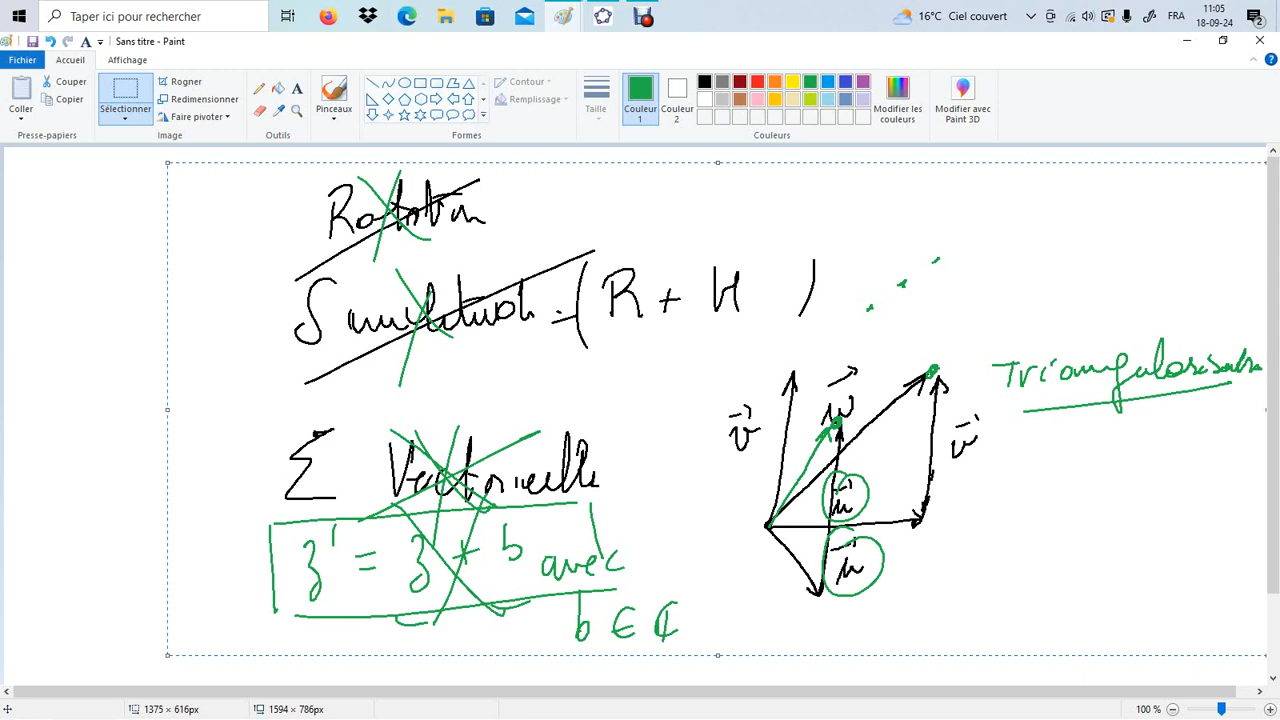 Taper ici pour rechercher
16°C Ciel couvert
FRA
11:05
18-09-24
2
Sans titre - Paint
Fichier
Accueil
Affichage
Coller
Couper
Copier
Presse-papiers
Sélectionner
Rogner
Redimensionner
Faire pivoter
Image
A
Outils
Pinceaux
Contour
Remplissage
Formes
Taille
Couleur 1
Couleur 2
Modifier les couleurs
Couleurs
Modifier avec Paint 3D
Rotation
Similitude = (R + H )
Triangularisation
Σ Vectorielle
z' = z + b avec
b ∈ ℂ
v
w
v
u
u
1375 × 616px
1594 × 786px
100 %